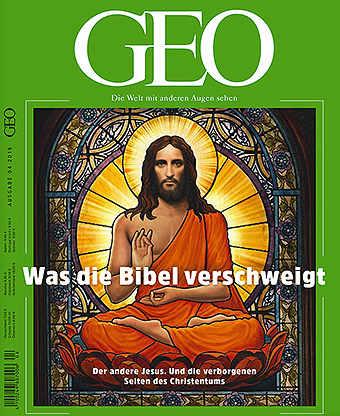 GEO
Die Welt mit anderen Augen sehen
GEO
AUSGABE 04 2016
Was die Bibel verschweigt
Der andere Jesus. Und die verborgenen
Seiten des Christentums